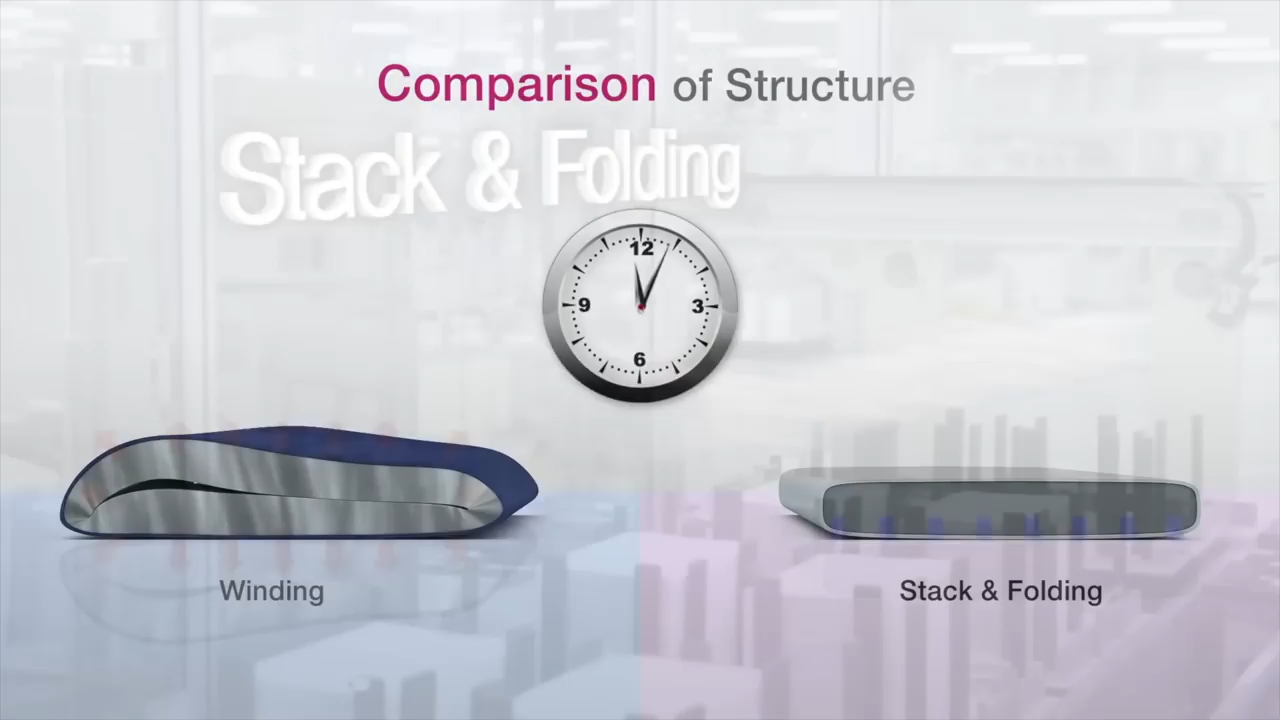 Comparison of Structure
Stack & Folding
12
9 3
6
Winding
Stack & Folding